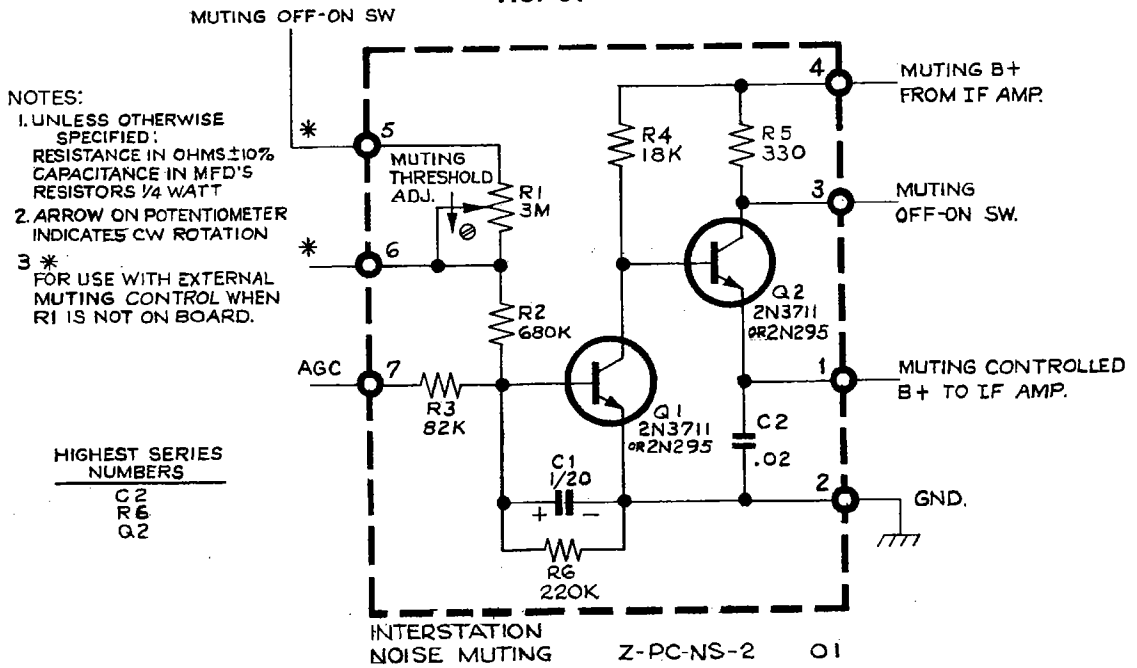 MUTING OFF-ON SW
NOTES:
1. UNLESS OTHERWISE
SPECIFIED:
RESISTANCE IN OHMS ±10%
CAPACITANCE IN MFD'S
RESISTORS 1/4 WATT
2. ARROW ON POTENTIOMETER
INDICATES CW ROTATION
3 *
FOR USE WITH EXTERNAL
MUTING CONTROL WHEN
R1 IS NOT ON BOARD.
HIGHEST SERIES
NUMBERS
C2
R6
Q2
*
5
MUTING
THRESHOLD
ADJ.
R1
3M
*
6
R2
680K
AGC
7
R3
82K
C1
1/20
+
-
R6
220K
Q1
2N3711
OR 2N295
R4
18K
R5
330
Q2
2N3711
OR 2N295
C2
.02
4
MUTING B+
FROM IF AMP.
3
MUTING
OFF-ON SW.
1
MUTING CONTROLLED
B+ TO IF AMP.
2
GND.
INTERSTATION
NOISE MUTING
Z-PC-NS-2
01